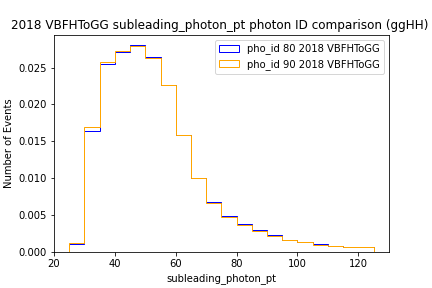 2018 VBFHToGG subleading_photon_pt photon ID comparison (ggHH)
pho_id 80 2018 VBFHToGG
pho_id 90 2018 VBFHToGG
Number of Events
0.025
0.020
0.015
0.010
0.005
0.000
20 40 60 80 100 120
subleading_photon_pt